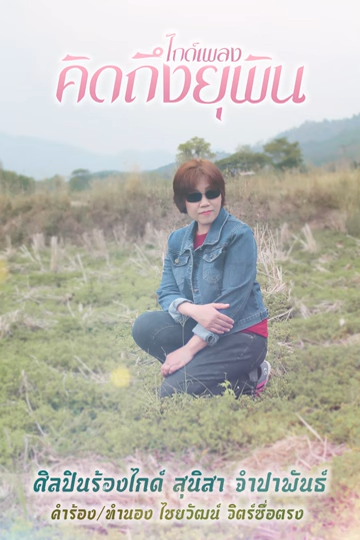 ไกด์เพลง
คิดถึงยุพิน
ศิลปินร้องไกด์ สุนิสา จำปาพันธ์
คำร้อง/ทำนอง ไชยวัฒน์ จิตร์ซื่อตรง